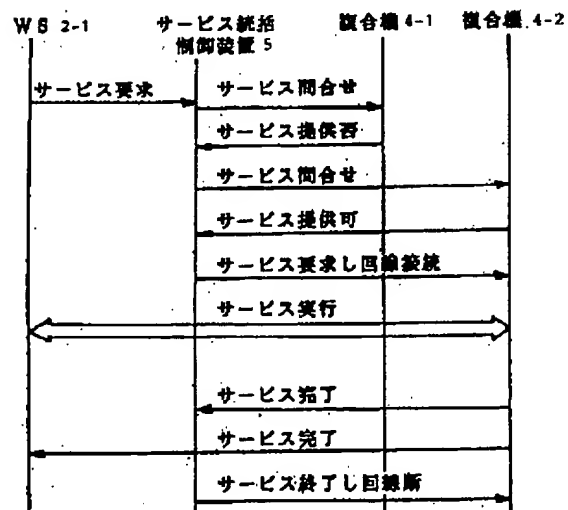 WS 2-1
サービス統括
制御装置 5
複合機 4-1
複合機 4-2
サービス要求
サービス問合せ
サービス提供否
サービス問合せ
サービス提供可
サービス要求し回線接続
サービス実行
サービス完了
サービス完了
サービス終了し回線断